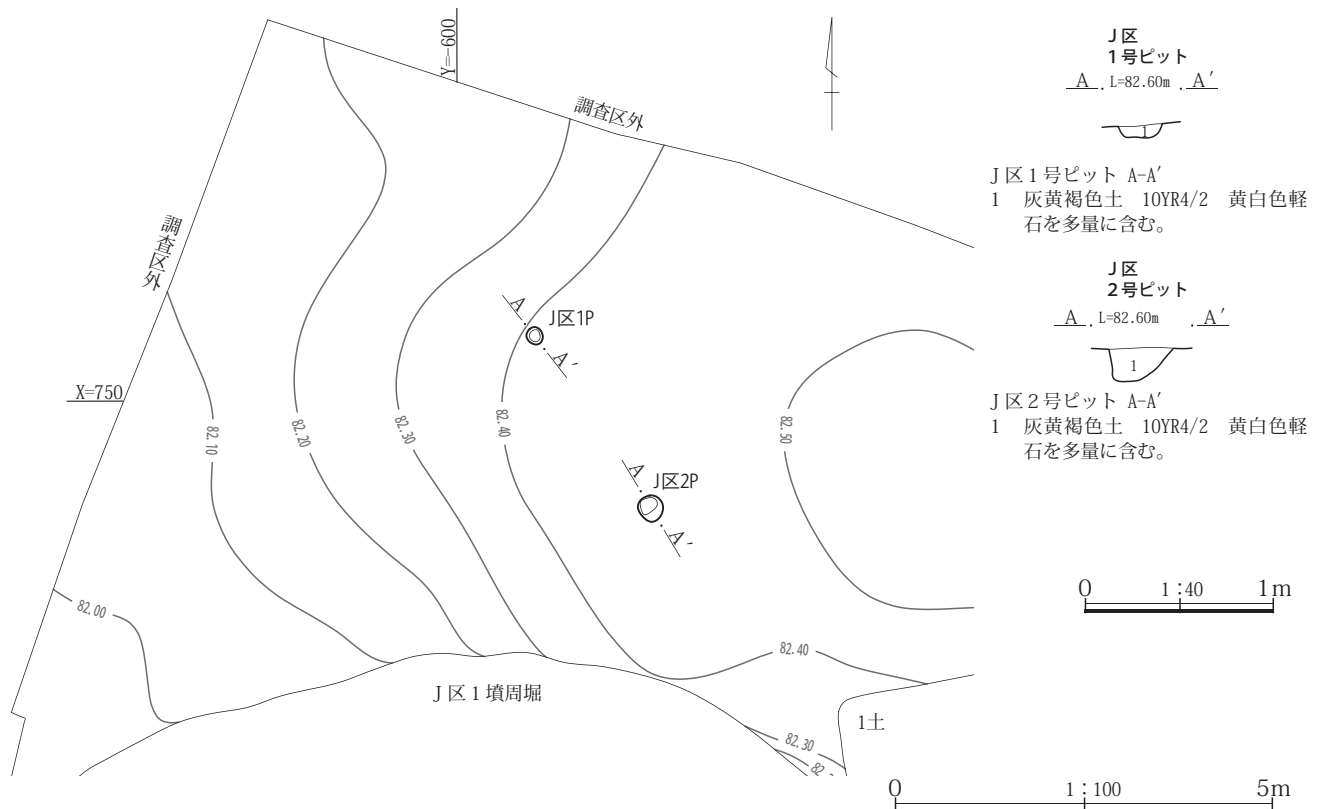 Y=-600
調査区外
調査区外
X=750
A
J区1P
A′
A
J区2P
A′
82.00
82.10
82.20
82.30
82.40
82.50
82.40
82.30
J区1墳周堀
1土
J区
1号ピット
A . L=82.60m . A′
1
J区1号ピット A-A′
1 灰黄褐色土 10YR4/2 黄白色軽
石を多量に含む。
J区
2号ピット
A . L=82.60m . A′
1
J区2号ピット A-A′
1 灰黄褐色土 10YR4/2 黄白色軽
石を多量に含む。
0 1:40 1m
0 1:100 5m